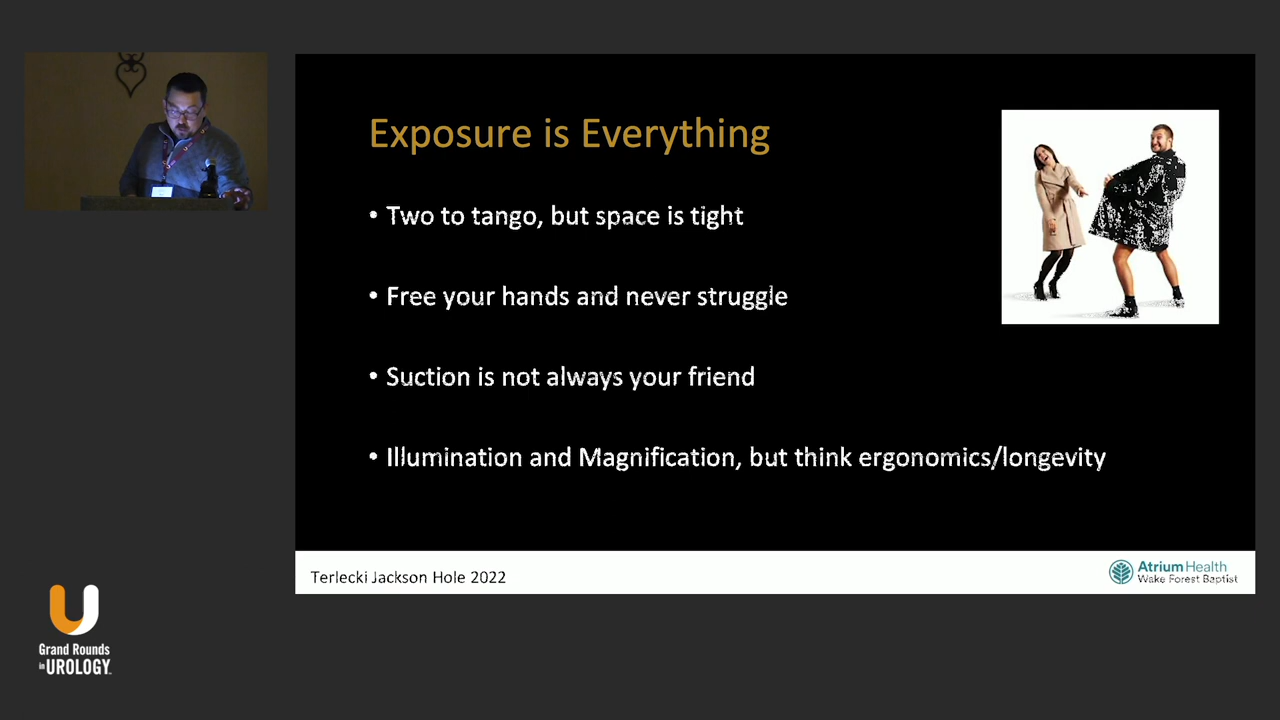 Exposure is Everything
• Two to tango, but space is tight
• Free your hands and never struggle
• Suction is not always your friend
• Illumination and Magnification, but think ergonomics/longevity
Terlecki Jackson Hole 2022
Atrium Health
Wake Forest Baptist
Grand Rounds
in UROLOGY